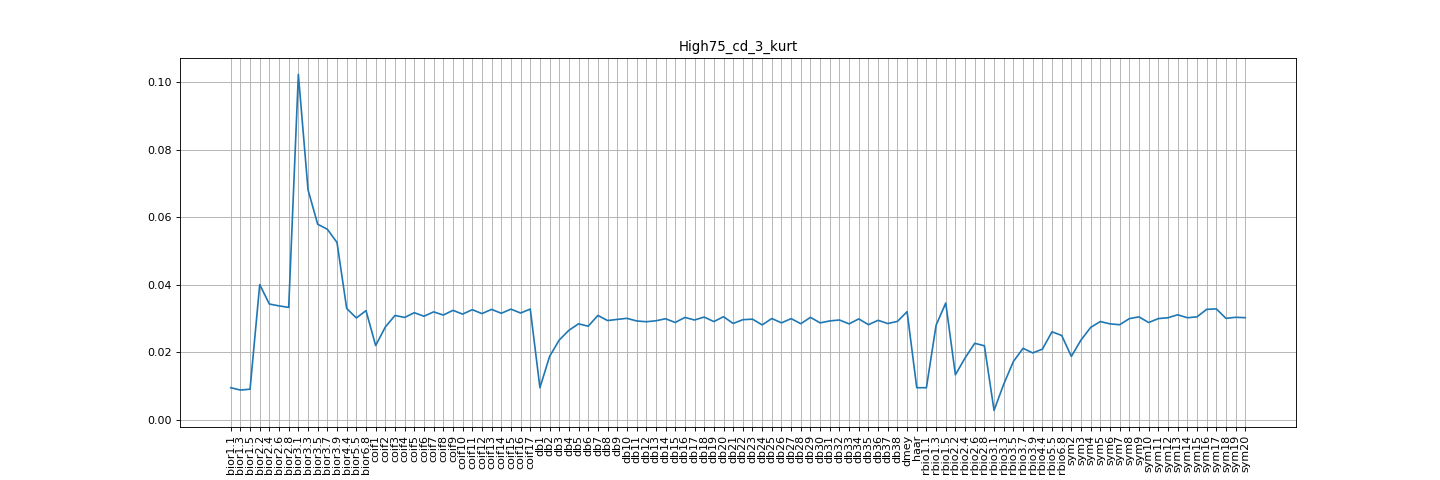 High75_cd_3_kurt
0.10
0.08
0.06
0.04
0.02
0.00
bior1.1
bior1.3
bior1.5
bior2.2
bior2.4
bior2.6
bior2.8
bior3.1
bior3.3
bior3.5
bior3.7
bior3.9
bior4.4
bior5.5
bior6.8
coif1
coif2
coif3
coif4
coif5
coif6
coif7
coif8
coif9
coif10
coif11
coif12
coif13
coif14
coif15
coif16
coif17
db1
db2
db3
db4
db5
db6
db7
db8
db9
db10
db11
db12
db13
db14
db15
db16
db17
db18
db19
db20
db21
db22
db23
db24
db25
db26
db27
db28
db29
db30
db31
db32
db33
db34
db35
db36
db37
db38
dmey
haar
rbio1.1
rbio1.3
rbio1.5
rbio2.2
rbio2.4
rbio2.6
rbio2.8
rbio3.1
rbio3.3
rbio3.5
rbio3.7
rbio3.9
rbio4.4
rbio5.5
rbio6.8
sym2
sym3
sym4
sym5
sym6
sym7
sym8
sym9
sym10
sym11
sym12
sym13
sym14
sym15
sym16
sym17
sym18
sym19
sym20